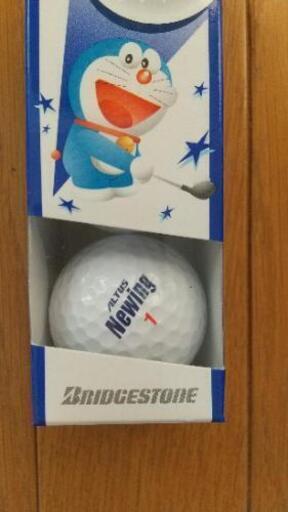 ALTUS
Newing
1
BRIDGESTONE